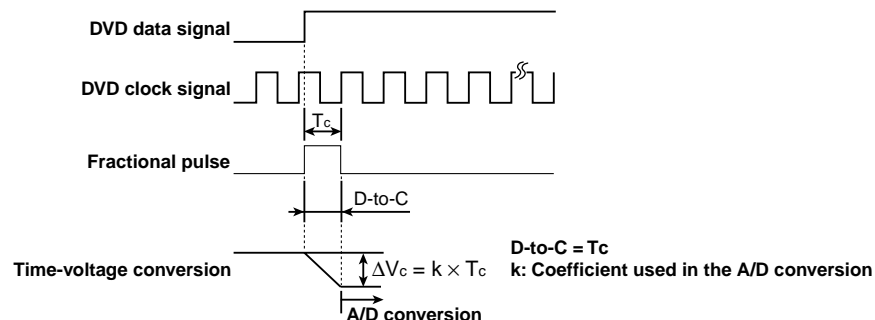 DVD data signal
DVD clock signal
Tc
Fractional pulse
D-to-C
Time-voltage conversion
ΔVc = k × Tc
D-to-C = Tc
k: Coefficient used in the A/D conversion
A/D conversion